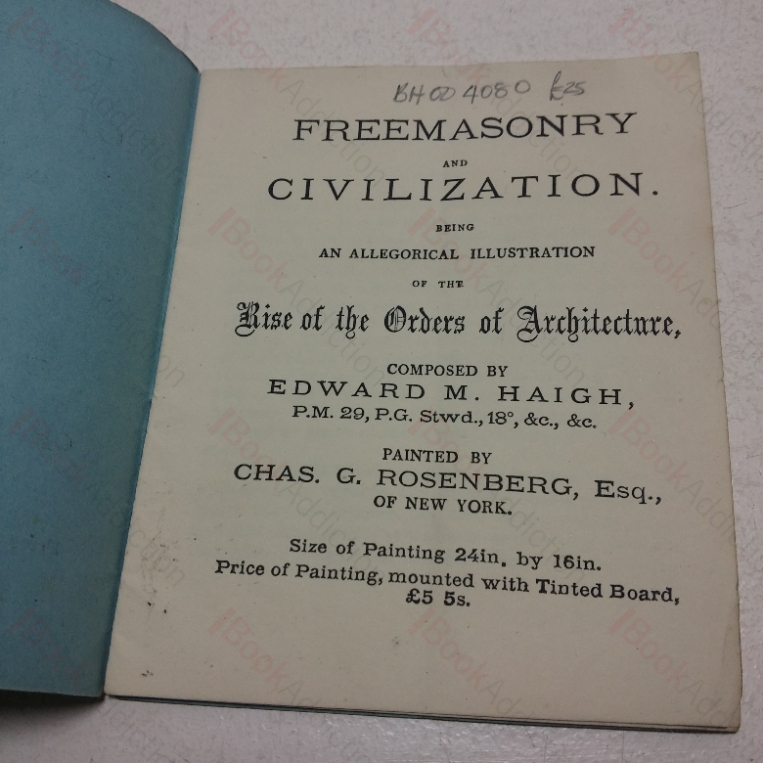 BHOD 4080 £25
FREEMASONRY
AND
CIVILIZATION.
BEING
AN ALLEGORICAL ILLUSTRATION
OF THE
Rise of the Orders of Architecture,
COMPOSED BY
EDWARD M. HAIGH,
P.M. 29, P.G. Stwd., 18°, &c., &c.
PAINTED BY
CHAS. G. ROSENBERG, Esq.,
OF NEW YORK.
Size of Painting 24in. by 16in.
Price of Painting, mounted with Tinted Board,
£5 5s.
BookAddiction